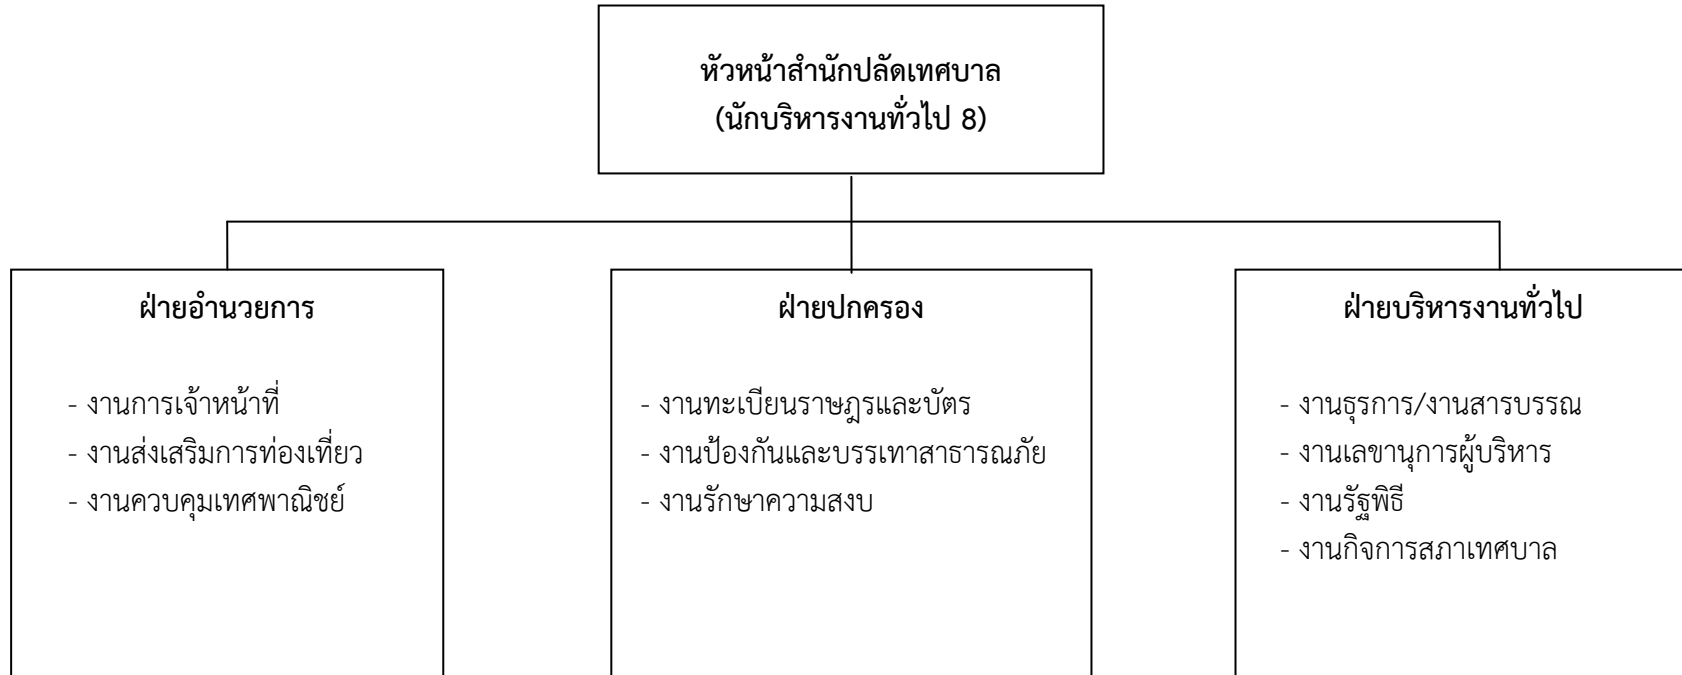 หัวหน้าสำนักปลัดเทศบาล
(นักบริหารงานทั่วไป 8)
ฝ่ายอำนวยการ
- งานการเจ้าหน้าที่
- งานส่งเสริมการท่องเที่ยว
- งานควบคุมเทศพาณิชย์
ฝ่ายปกครอง
- งานทะเบียนราษฎรและบัตร
- งานป้องกันและบรรเทาสาธารณภัย
- งานรักษาความสงบ
ฝ่ายบริหารงานทั่วไป
- งานธุรการ/งานสารบรรณ
- งานเลขานุการผู้บริหาร
- งานรัฐพิธี
- งานกิจการสภาเทศบาล